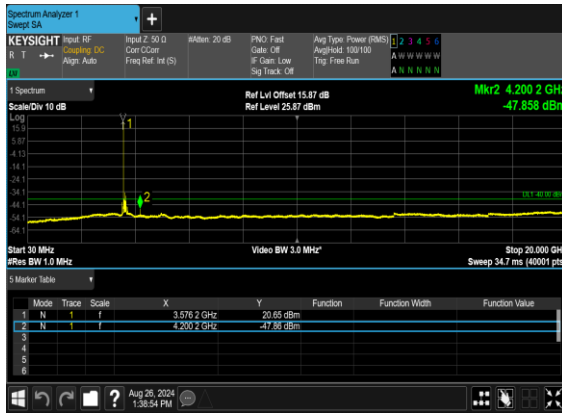 Spectrum Analyzer 1
Swept SA
+
KEYSIGHT Input: RF Input Z: 50 Ω #Atten: 20 dB PNO: Fast Avg Type: Power (RMS) 1 2 3 4 5 6
R T Coupling: DC Corr CCorr Gate: Off Avg|Hold: 100/100 A W W W W W
Align: Auto Freq Ref: Int (S) IF Gain: Low Trig: Free Run
Sig Track: Off A N N N N N
LXI
1 Spectrum Ref Lvl Offset 15.87 dB Mkr2 4.200 2 GHz
Scale/Div 10 dB Ref Level 25.87 dBm -47.858 dBm
Log
15.9
5.87
-4.13
-14.1
-24.1
-34.1
-44.1
-54.1
-64.1
1
2
Start 30 MHz Video BW 3.0 MHz* Stop 20.000 GHz
#Res BW 1.0 MHz Sweep 34.7 ms (40001 pts)
5 Marker Table
Mode Trace Scale X Y Function Function Width Function Value
1 N 1 f 3.576 2 GHz 20.65 dBm
2 N 1 f 4.200 2 GHz -47.86 dBm
3
4
5
6
? Aug 26, 2024
1:38:54 PM